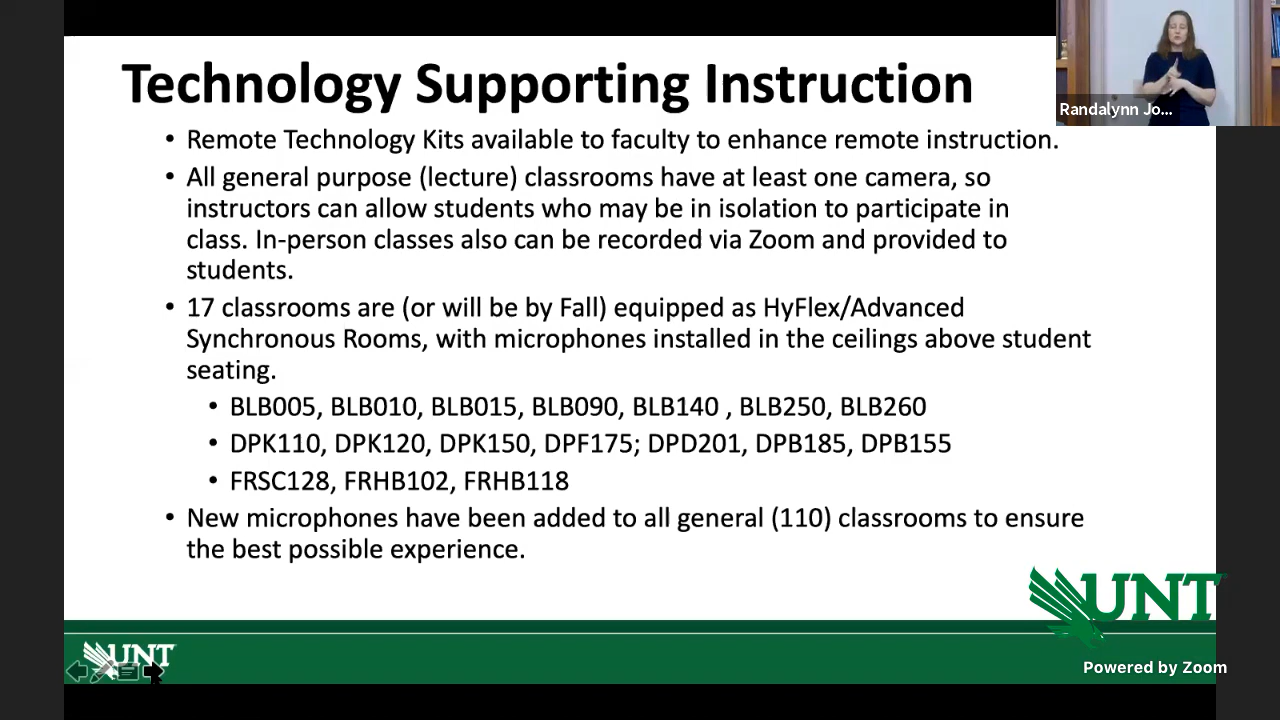 Technology Supporting Instruction
Randalynn Jo...
• Remote Technology Kits available to faculty to enhance remote instruction.
• All general purpose (lecture) classrooms have at least one camera, so
instructors can allow students who may be in isolation to participate in
class. In-person classes also can be recorded via Zoom and provided to
students.
• 17 classrooms are (or will be by Fall) equipped as HyFlex/Advanced
Synchronous Rooms, with microphones installed in the ceilings above student
seating.
• BLB005, BLB010, BLB015, BLB090, BLB140 , BLB250, BLB260
• DPK110, DPK120, DPK150, DPF175; DPD201, DPB185, DPB155
• FRSC128, FRHB102, FRHB118
• New microphones have been added to all general (110) classrooms to ensure
the best possible experience.
UNT
UNT
Powered by Zoom